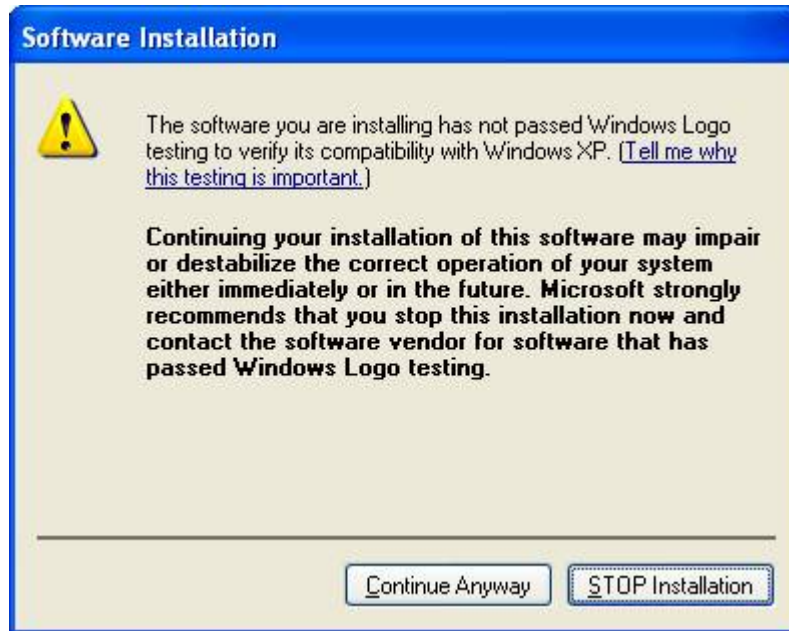 Software Installation
The software you are installing has not passed Windows Logo
testing to verify its compatibility with Windows XP. (Tell me why
this testing is important.)
Continuing your installation of this software may impair
or destabilize the correct operation of your system
either immediately or in the future. Microsoft strongly
recommends that you stop this installation now and
contact the software vendor for software that has
passed Windows Logo testing.
Continue Anyway
STOP Installation